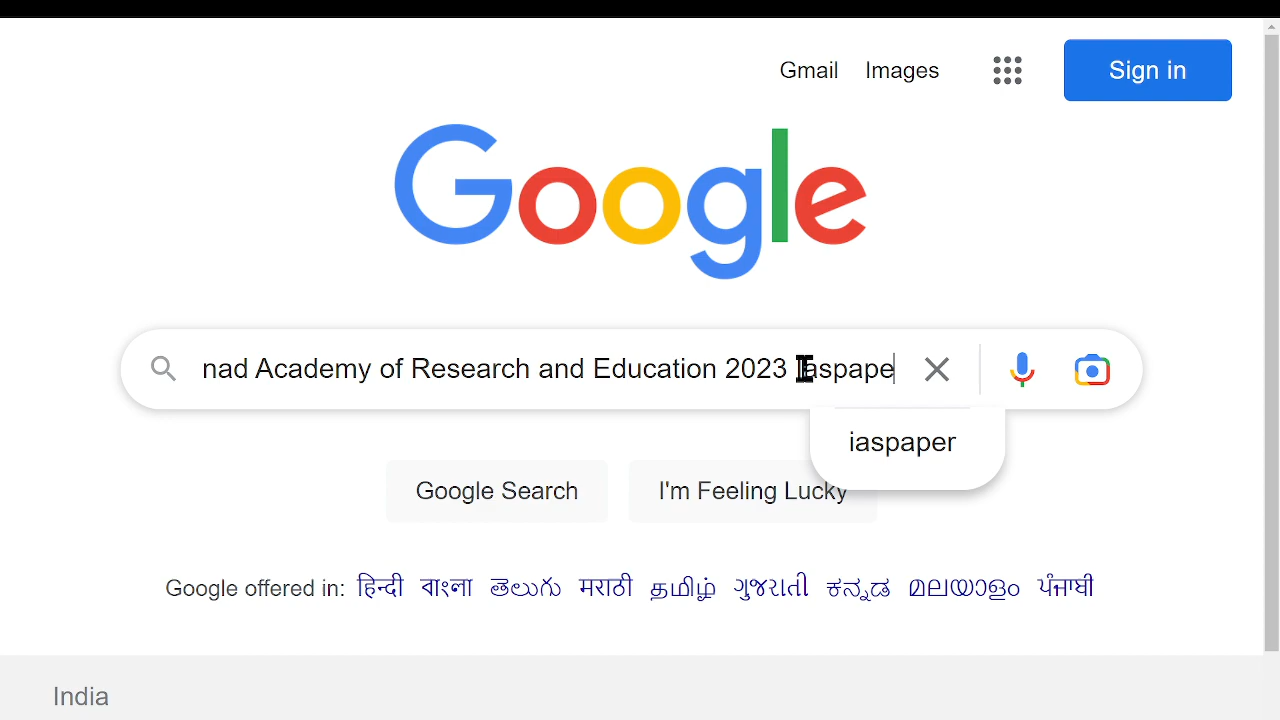 Gmail Images Sign in
Google
nad Academy of Research and Education 2023 iaspape
iaspaper
Google Search I'm Feeling Lucky
Google offered in: हिन्दी বাংলা తెలుగు मराठी தமிழ் ગુજરાતી ಕನ್ನಡ മലയാളം ਪੰਜਾਬੀ
India